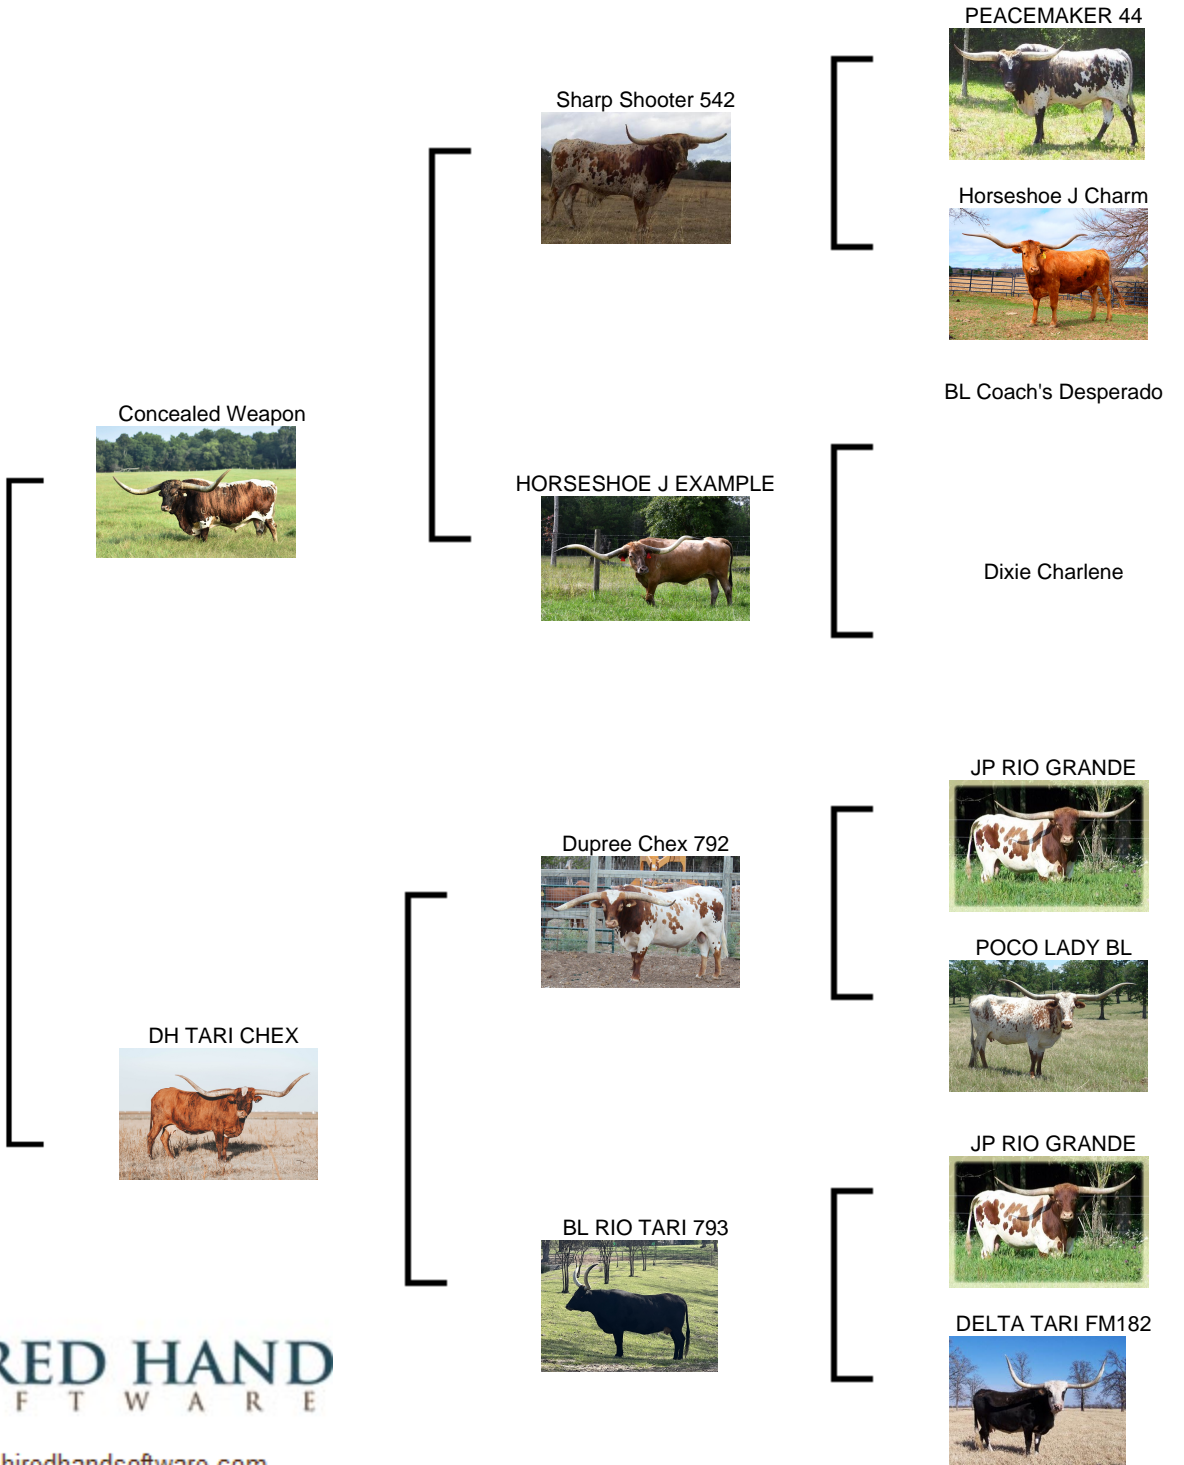 PEACEMAKER 44
Sharp Shooter 542
Horseshoe J Charm
BL Coach's Desperado
Concealed Weapon
HORSESHOE J EXAMPLE
Dixie Charlene
JP RIO GRANDE
Dupree Chex 792
POCO LADY BL
DH TARI CHEX
JP RIO GRANDE
BL RIO TARI 793
DELTA TARI FM182
RED HAND
F T W A R E
hiredhandsoftware.com